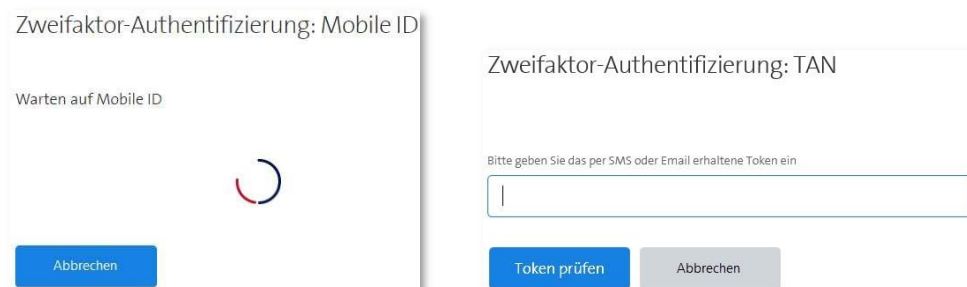 Zweifaktor-Authentifizierung: Mobile ID
Warten auf Mobile ID
Abbrechen
Zweifaktor-Authentifizierung: TAN
Bitte geben Sie das per SMS oder Email erhaltene Token ein
Token prüfen
Abbrechen